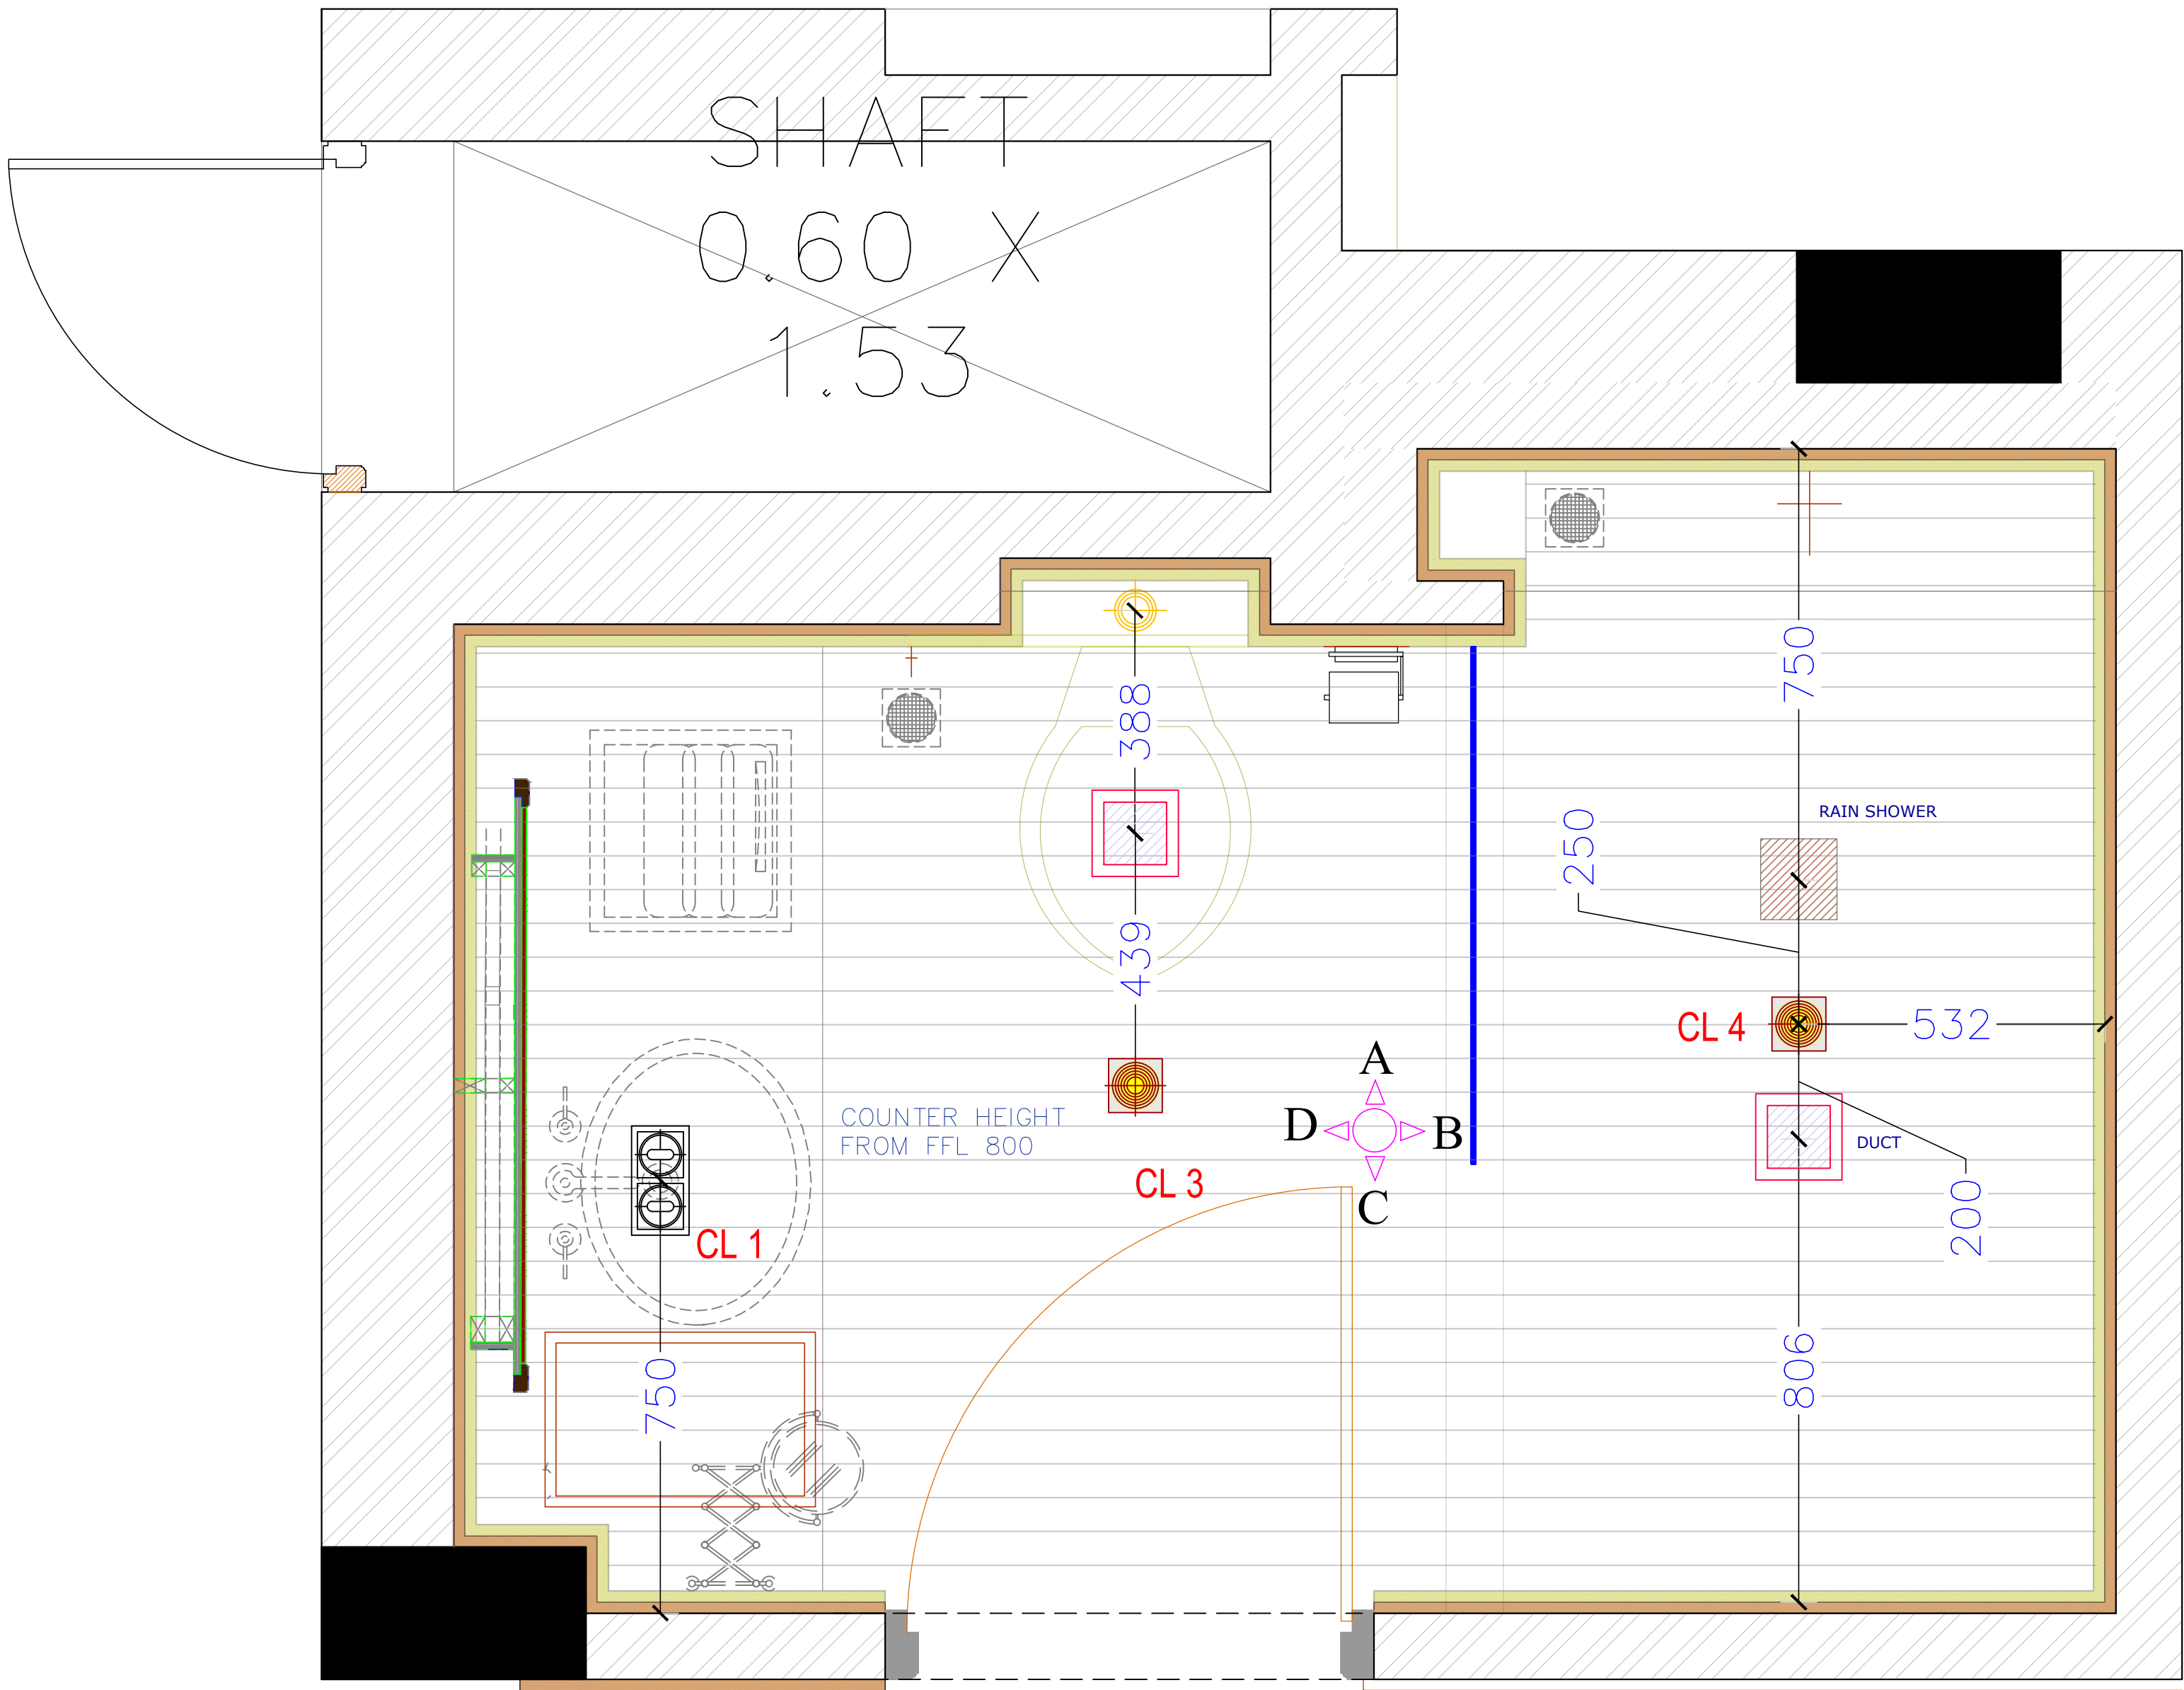 SHAFT
0.60 X
1.53
750
388
RAIN SHOWER
250
439
CL 4
532
A
COUNTER HEIGHT
FROM FFL 800
D
B
DUCT
CL 3
C
200
CL 1
750
806